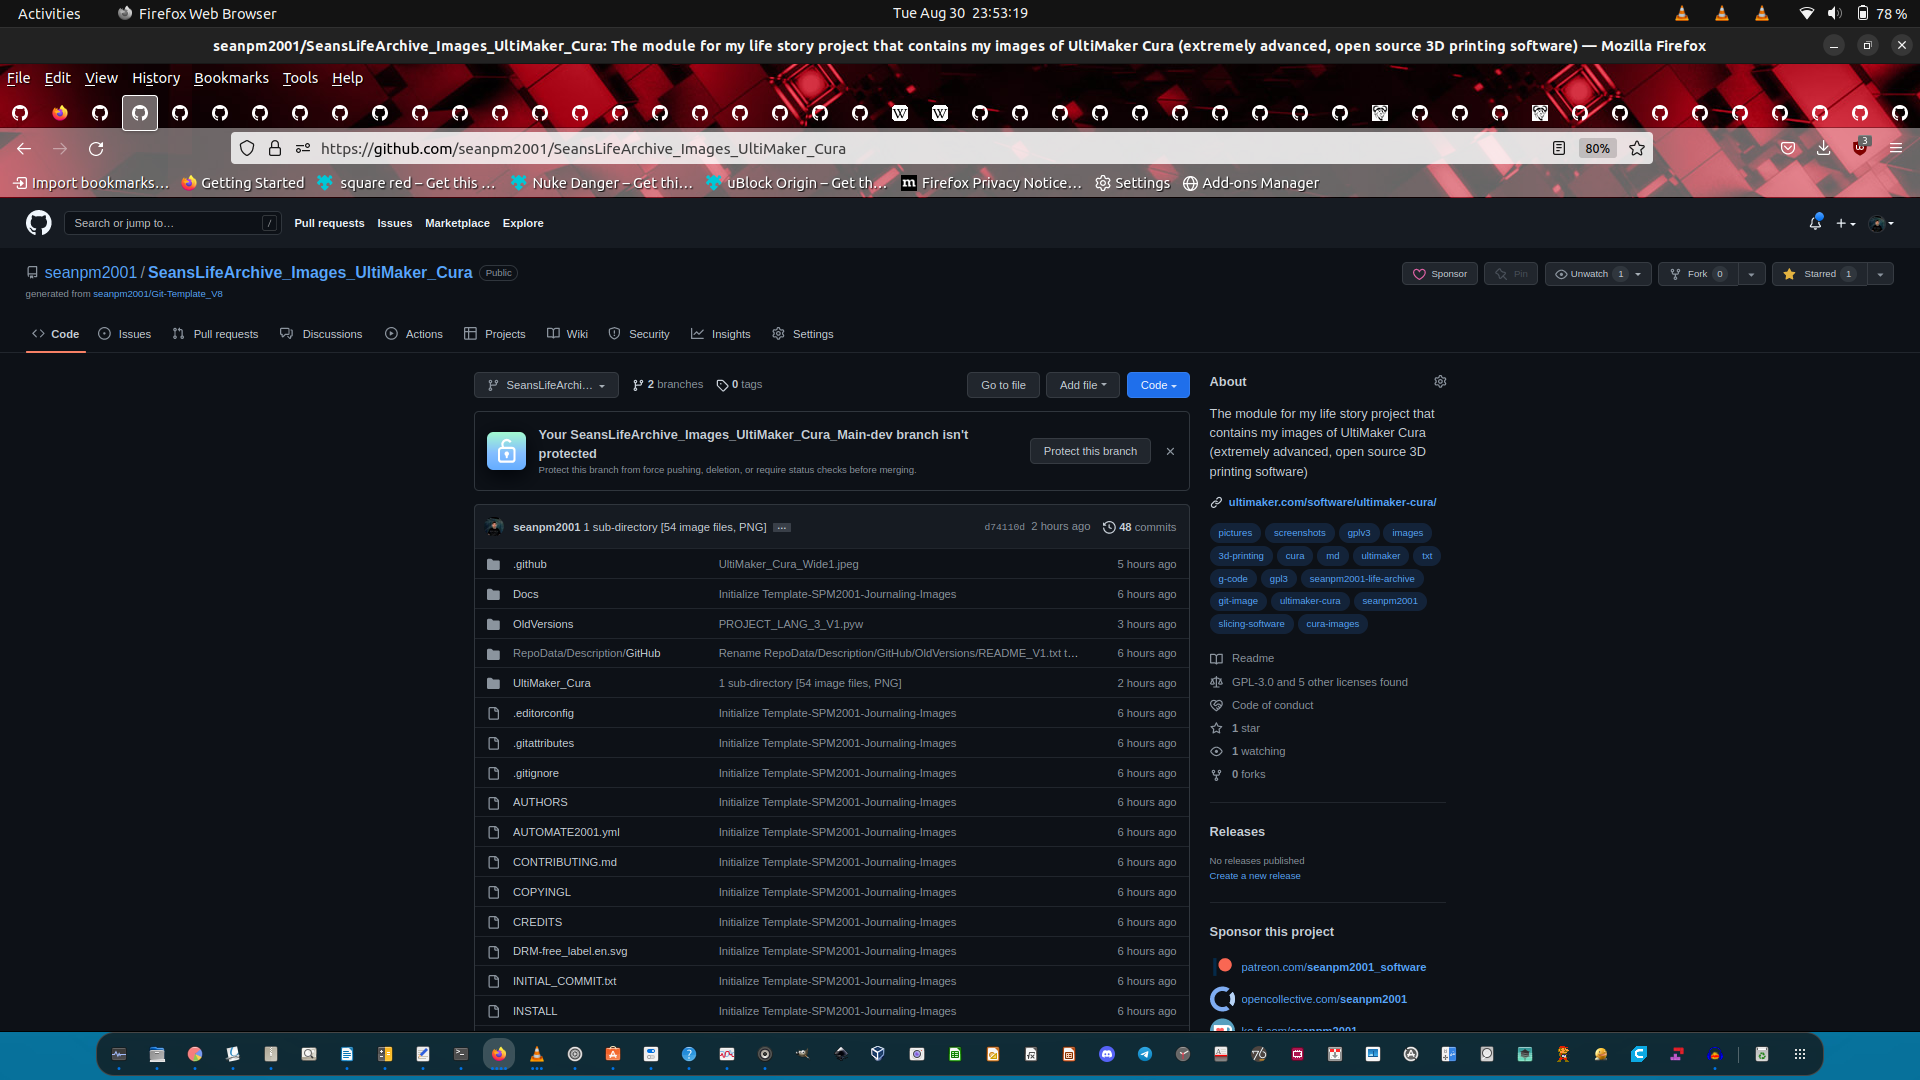 Activities
Firefox Web Browser
Tue Aug 30 23:53:19
78 %
seanpm2001/SeansLifeArchive_Images_UltiMaker_Cura: The module for my life story project that contains my images of UltiMaker Cura (extremely advanced, open source 3D printing software) — Mozilla Firefox
File Edit View History Bookmarks Tools Help
https://github.com/seanpm2001/SeansLifeArchive_Images_UltiMaker_Cura
80%
3
Import bookmarks…
Getting Started
square red – Get this …
Nuke Danger – Get thi…
uBlock Origin – Get th…
Firefox Privacy Notice…
Settings
Add-ons Manager
Search or jump to…
/
Pull requests Issues Marketplace Explore
seanpm2001 / SeansLifeArchive_Images_UltiMaker_Cura Public
Sponsor
Pin
Unwatch 1
Fork 0
Starred 1
generated from seanpm2001/Git-Template_V8
Code
Issues
Pull requests
Discussions
Actions
Projects
Wiki
Security
Insights
Settings
SeansLifeArchi…
2 branches
0 tags
Go to file
Add file
Code
Your SeansLifeArchive_Images_UltiMaker_Cura_Main-dev branch isn't
protected
Protect this branch from force pushing, deletion, or require status checks before merging.
Protect this branch
seanpm2001 1 sub-directory [54 image files, PNG] …
d74110d 2 hours ago
48 commits
.github UltiMaker_Cura_Wide1.jpeg 5 hours ago
Docs Initialize Template-SPM2001-Journaling-Images 6 hours ago
OldVersions PROJECT_LANG_3_V1.pyw 3 hours ago
RepoData/Description/GitHub Rename RepoData/Description/GitHub/OldVersions/README_V1.txt t… 6 hours ago
UltiMaker_Cura 1 sub-directory [54 image files, PNG] 2 hours ago
.editorconfig Initialize Template-SPM2001-Journaling-Images 6 hours ago
.gitattributes Initialize Template-SPM2001-Journaling-Images 6 hours ago
.gitignore Initialize Template-SPM2001-Journaling-Images 6 hours ago
AUTHORS Initialize Template-SPM2001-Journaling-Images 6 hours ago
AUTOMATE2001.yml Initialize Template-SPM2001-Journaling-Images 6 hours ago
CONTRIBUTING.md Initialize Template-SPM2001-Journaling-Images 6 hours ago
COPYINGL Initialize Template-SPM2001-Journaling-Images 6 hours ago
CREDITS Initialize Template-SPM2001-Journaling-Images 6 hours ago
DRM-free_label.en.svg Initialize Template-SPM2001-Journaling-Images 6 hours ago
INITIAL_COMMIT.txt Initialize Template-SPM2001-Journaling-Images 6 hours ago
INSTALL Initialize Template-SPM2001-Journaling-Images 6 hours ago
About
The module for my life story project that
contains my images of UltiMaker Cura
(extremely advanced, open source 3D
printing software)
ultimaker.com/software/ultimaker-cura/
pictures screenshots gplv3 images
3d-printing cura md ultimaker txt
g-code gpl3 seanpm2001-life-archive
git-image ultimaker-cura seanpm2001
slicing-software cura-images
Readme
GPL-3.0 and 5 other licenses found
Code of conduct
1 star
1 watching
0 forks
Releases
No releases published
Create a new release
Sponsor this project
patreon.com/seanpm2001_software
opencollective.com/seanpm2001
ko-fi.com/seanpm2001